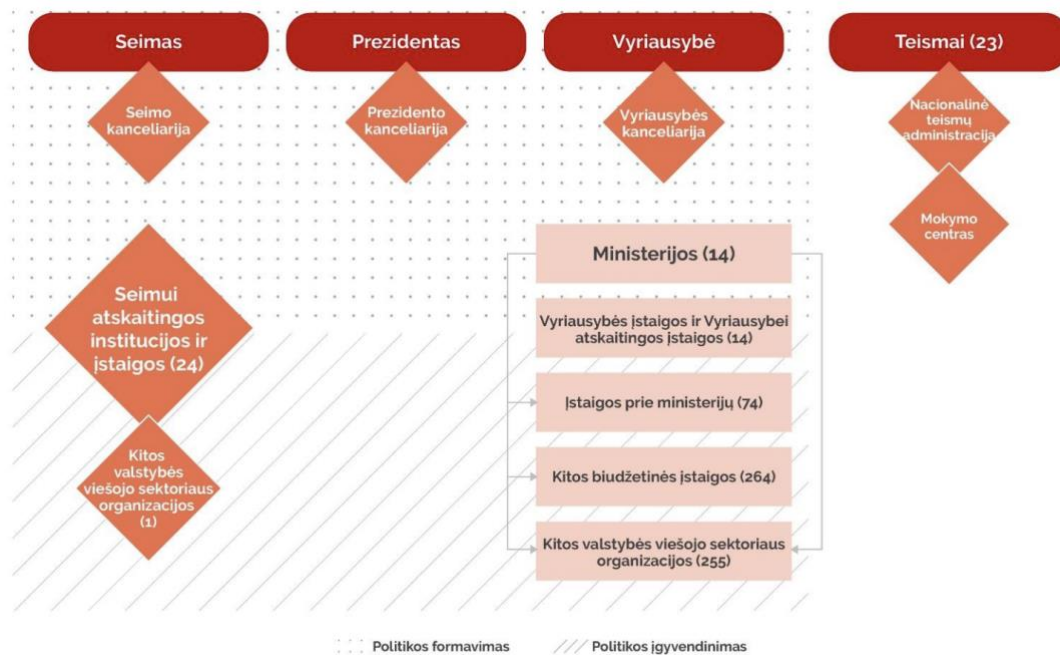 Seimas
Prezidentas
Vyriausybė
Teismai (23)
Seimo
kanceliarija
Prezidento
kanceliarija
Vyriausybės
kanceliarija
Nacionalinė
teismų
administracija
Mokymo
centras
Seimui
atskaitingos
institucijos ir
įstaigos (24)
Kitos
valstybės
viešojo sektoriaus
organizacijos
(1)
Ministerijos (14)
Vyriausybės įstaigos ir Vyriausybei
atskaitingos įstaigos (14)
Įstaigos prie ministerijų (74)
Kitos biudžetinės įstaigos (264)
Kitos valstybės viešojo sektoriaus
organizacijos (255)
Politikos formavimas
Politikos įgyvendinimas